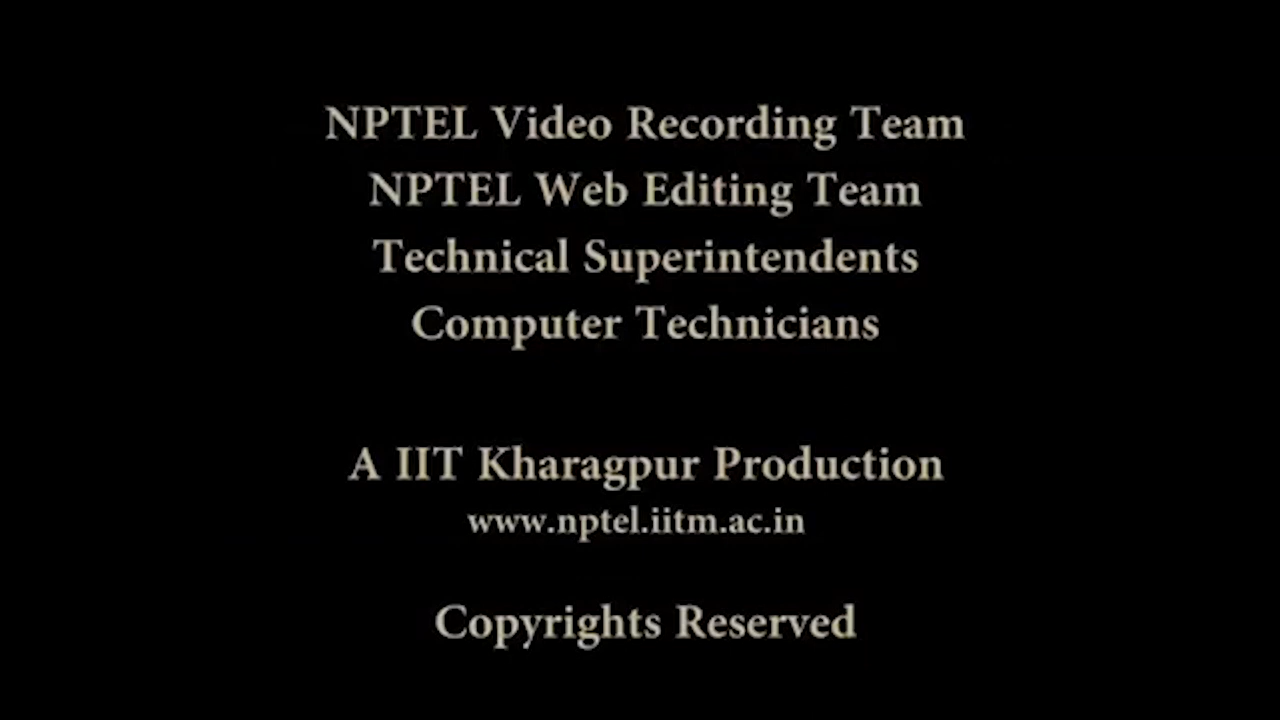 NPTEL Video Recording Team
NPTEL Web Editing Team
Technical Superintendents
Computer Technicians
A IIT Kharagpur Production
www.nptel.iitm.ac.in
Copyrights Reserved